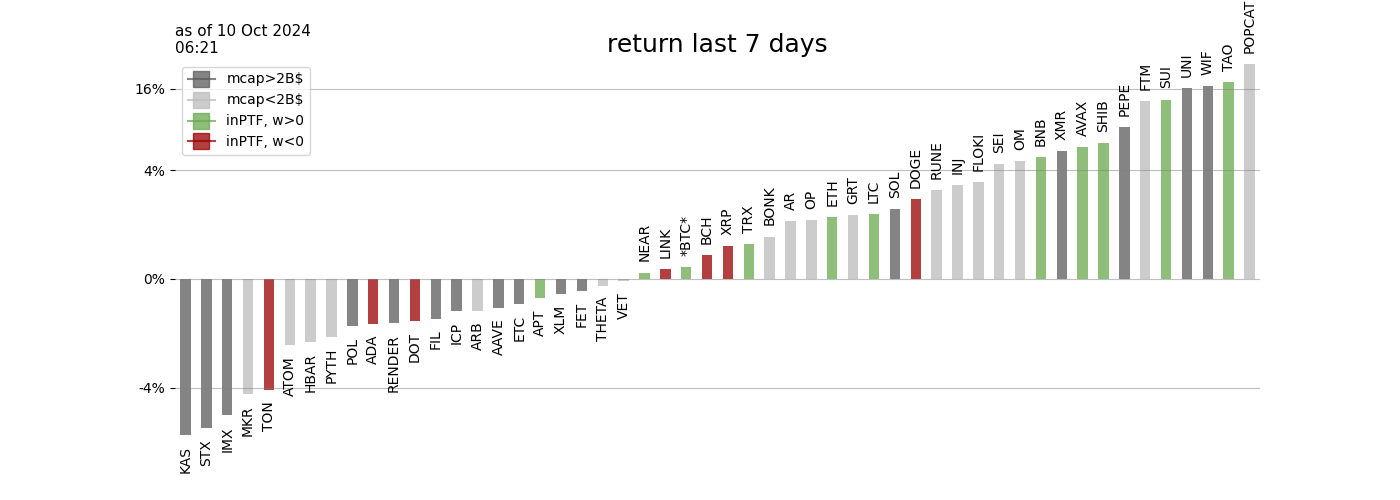 as of 10 Oct 2024
06:21
return last 7 days
mcap>2B$
mcap<2B$
inPTF, w>0
inPTF, w<0
16%
4%
0%
-4%
KAS
STX
IMX
MKR
TON
ATOM
HBAR
PYTH
POL
ADA
RENDER
DOT
FIL
ICP
ARB
AAVE
ETC
APT
XLM
FET
THETA
VET
NEAR
LINK
*BTC*
BCH
XRP
TRX
BONK
AR
OP
ETH
GRT
LTC
SOL
DOGE
RUNE
INJ
FLOKI
SEI
OM
BNB
XMR
AVAX
SHIB
PEPE
FTM
SUI
UNI
WIF
TAO
POPCAT